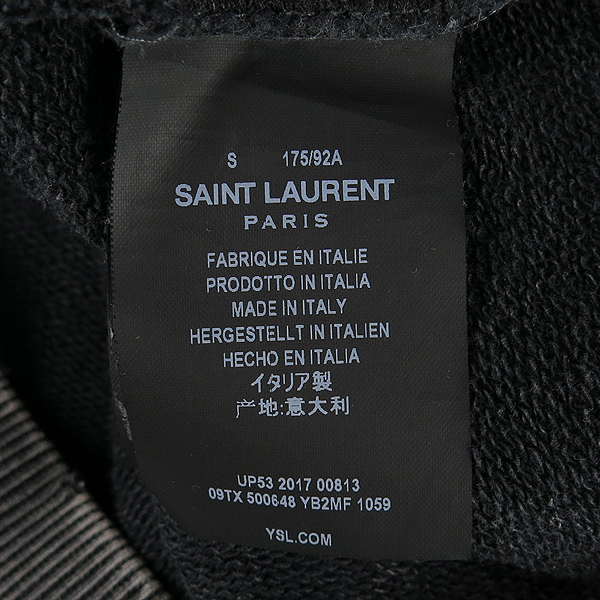 S 175/92A
SAINT LAURENT
PARIS
FABRIQUE EN ITALIE
PRODOTTO IN ITALIA
MADE IN ITALY
HERGESTELLT IN ITALIEN
HECHO EN ITALIA
イタリア製
产地:意大利
UP53 2017 00813
09TX 500648 YB2MF 1059
YSL.COM